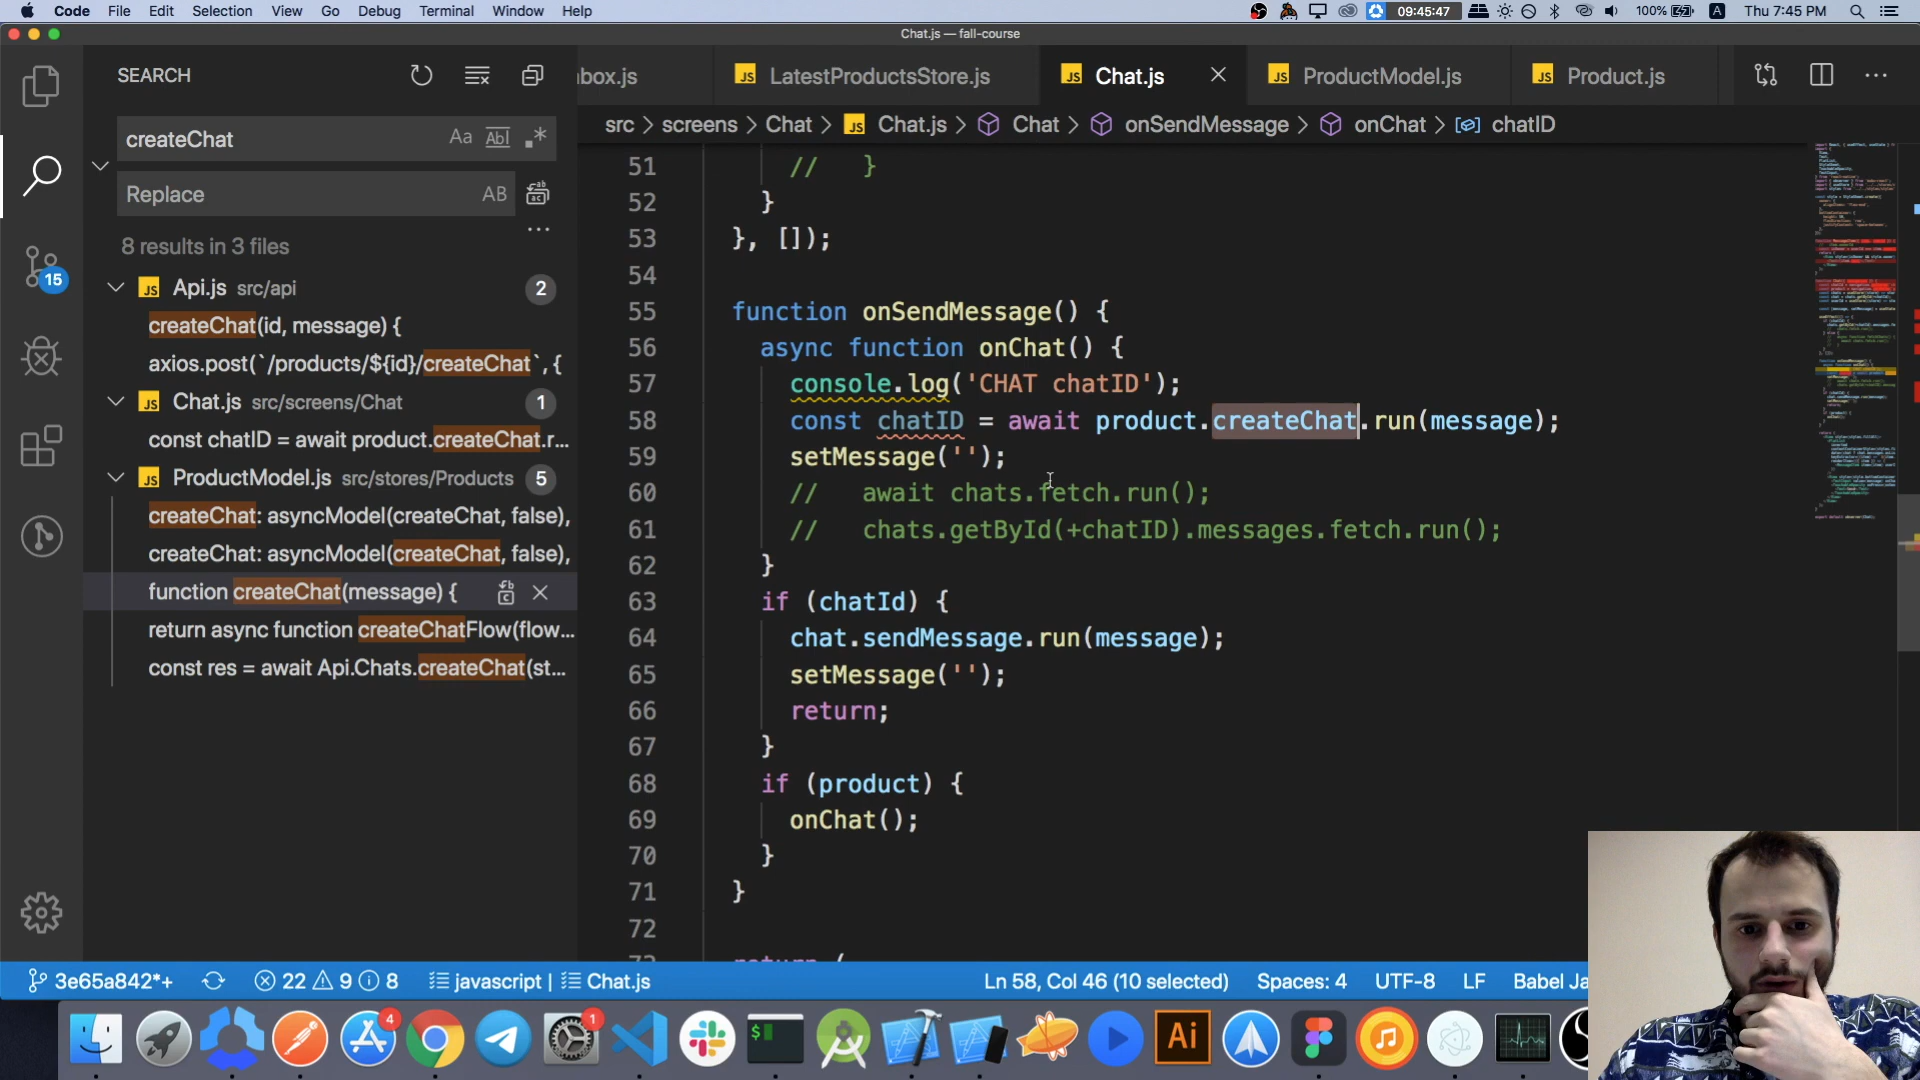 Code File Edit Selection View Go Debug Terminal Window Help 09:45:47 100% A Thu 7:45 PM
Chat.js — fall-course
SEARCH
box.js LatestProductsStore.js Chat.js ProductModel.js Product.js
src > screens > Chat > JS Chat.js > Chat > onSendMessage > onChat > chatID
createChat Aa Abl
Replace AB
8 results in 3 files
Api.js src/api 2
createChat(id, message) {
axios.post(`/products/${id}/createChat`, {
Chat.js src/screens/Chat 1
const chatID = await product.createChat.r...
ProductModel.js src/stores/Products 5
createChat: asyncModel(createChat, false),
createChat: asyncModel(createChat, false),
function createChat(message) {
return async function createChatFlow(flow...
const res = await Api.Chats.createChat(st...
15
51 // }
52 }
53 }, []);
54
55 function onSendMessage() {
56 async function onChat() {
57 console.log('CHAT chatID');
58 const chatID = await product.createChat.run(message);
59 setMessage('');
60 // await chats.fetch.run();
61 // chats.getById(+chatID).messages.fetch.run();
62 }
63 if (chatId) {
64 chat.sendMessage.run(message);
65 setMessage('');
66 return;
67 }
68 if (product) {
69 onChat();
70 }
71 }
72
3e65a842*+ 22 9 8 javascript | Chat.js Ln 58, Col 46 (10 selected) Spaces: 4 UTF-8 LF Babel Ja
4 1 $ Ai